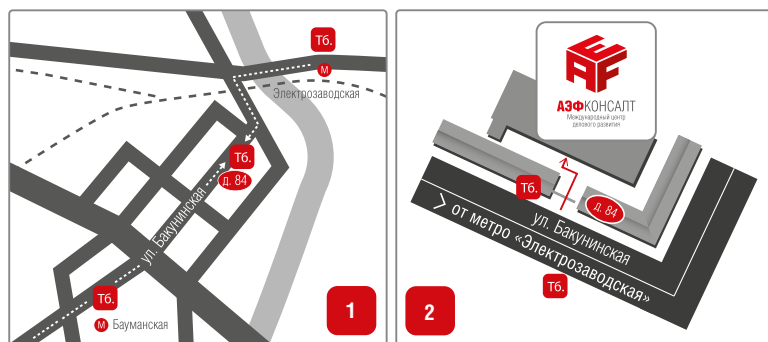 Тб.
М
Электрозаводская
Тб.
д. 84
ул. Бакунинская
Тб.
М Бауманская
1
AEF
АЭФКОНСАЛТ
Международный центр
делового развития
Тб.
д. 84
ул. Бакунинская
от метро «Электрозаводская»
Тб.
2